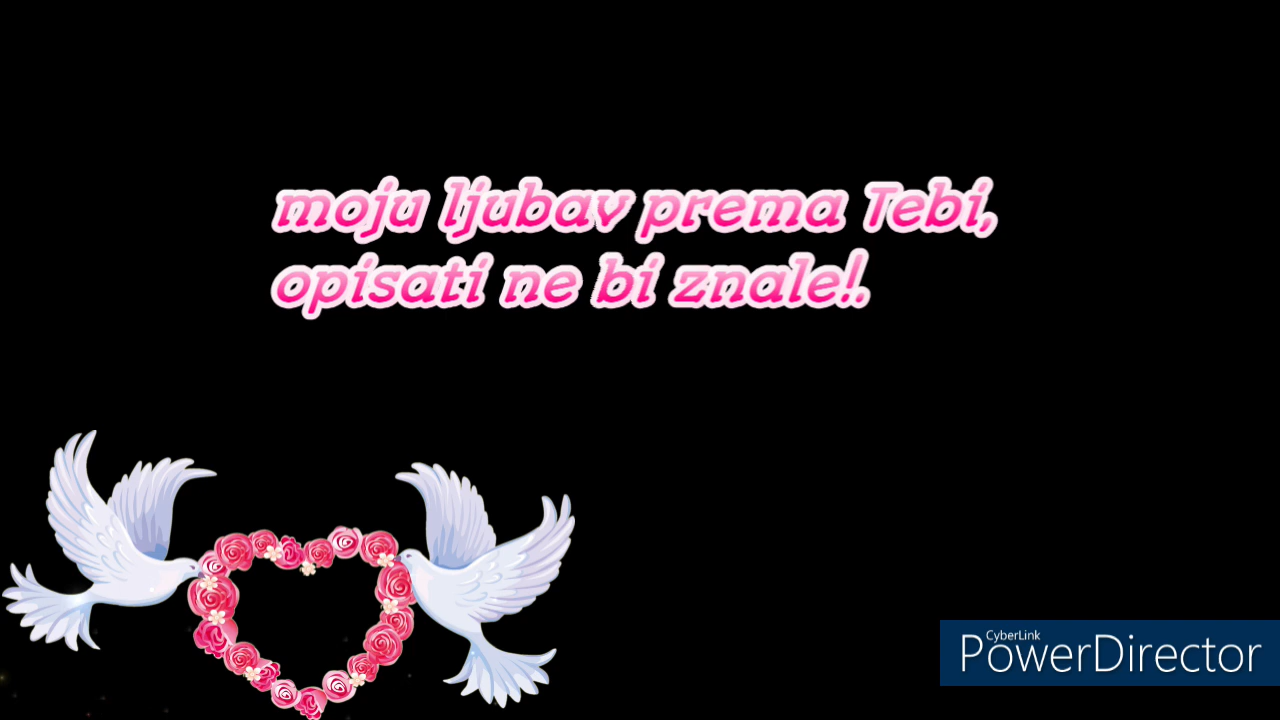 moju ljubav prema Tebi,
opisati ne bi znale!.
CyberLink
PowerDirector